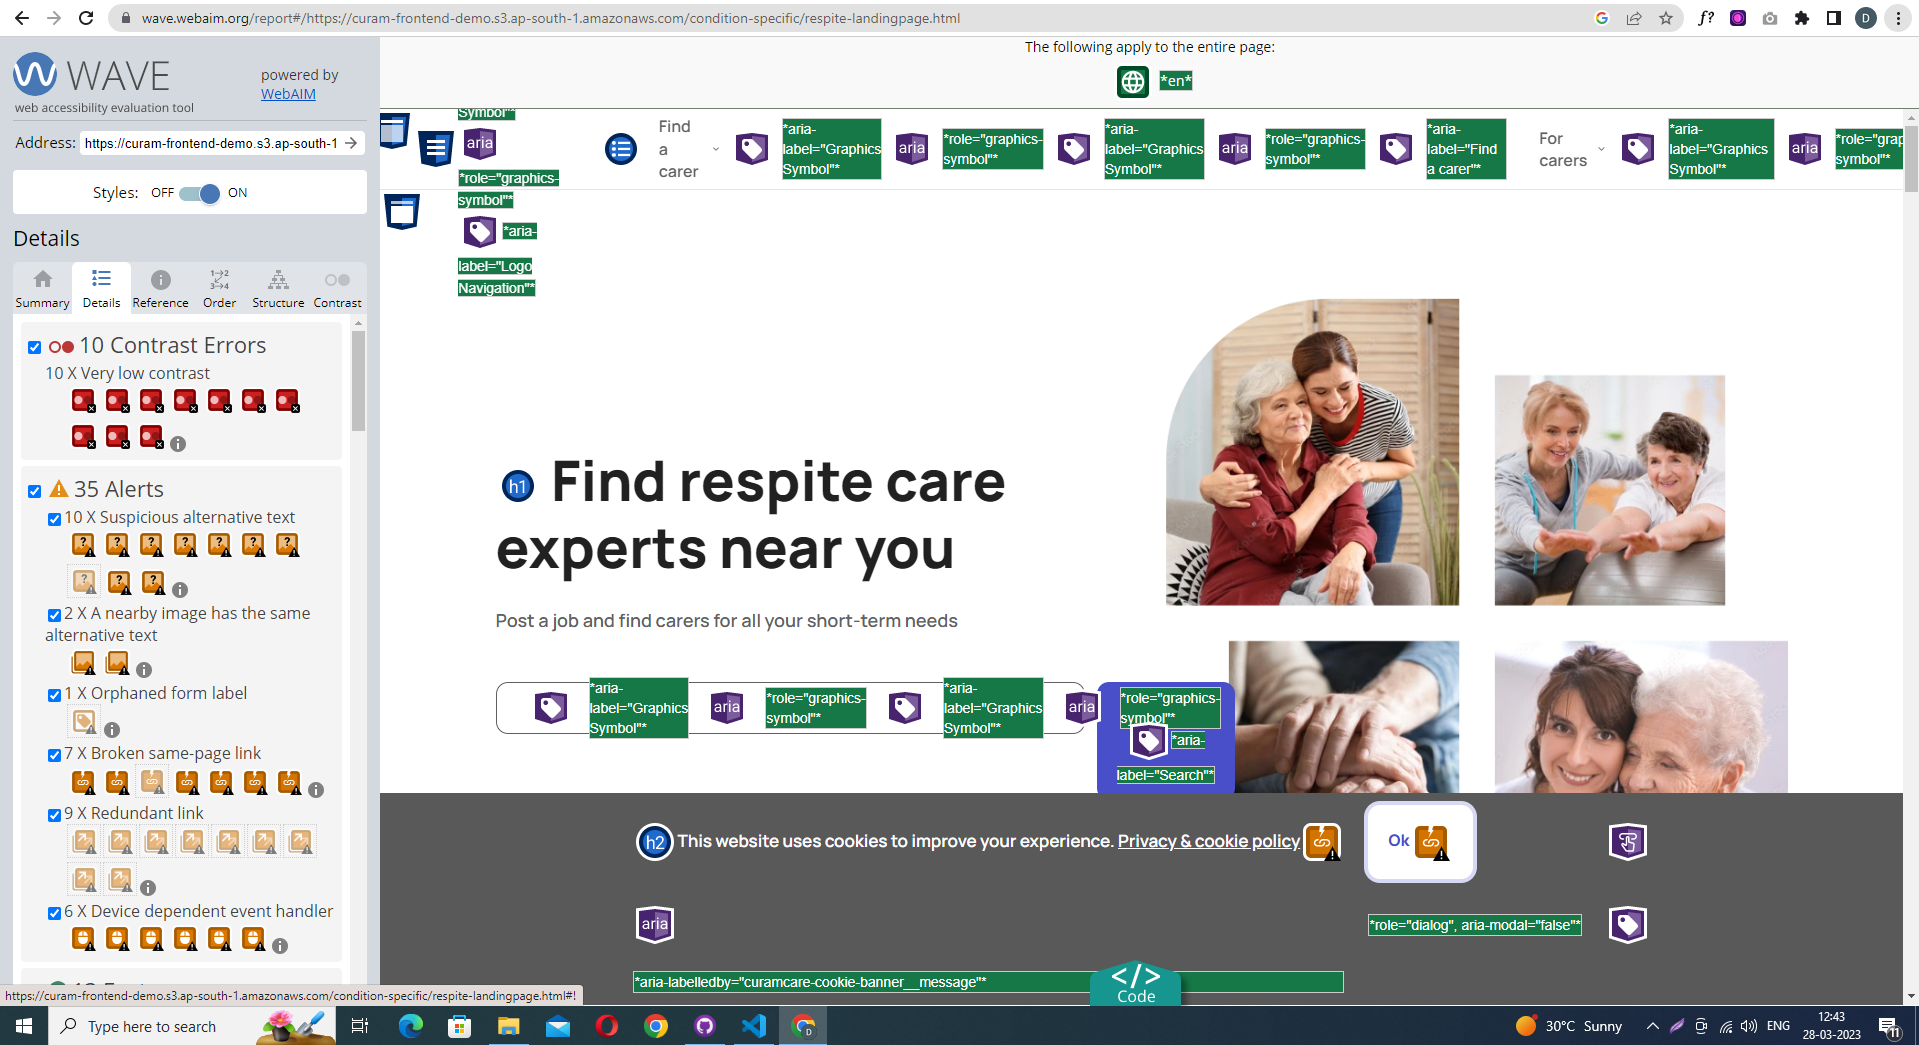 wave.webaim.org/report#/https://curam-frontend-demo.s3.ap-south-1.amazonaws.com/condition-specific/respite-landingpage.html
f?
D
WAVE
web accessibility evaluation tool
powered by
WebAIM
Address: https://curam-frontend-demo.s3.ap-south-1
Styles: OFF ON
Details
Summary
Details
Reference
Order
Structure
Contrast
10 Contrast Errors
10 X Very low contrast
35 Alerts
10 X Suspicious alternative text
2 X A nearby image has the same
alternative text
1 X Orphaned form label
7 X Broken same-page link
9 X Redundant link
6 X Device dependent event handler
https://curam-frontend-demo.s3.ap-south-1.amazonaws.com/condition-specific/respite-landingpage.html#!
The following apply to the entire page:
*en*
Symbol"*
aria
*role="graphics-
symbol"*
*aria-
label="Logo
Navigation"*
Find
a
carer
*aria-
label="Graphics
Symbol"*
aria
*role="graphics-
symbol"*
*aria-
label="Graphics
Symbol"*
aria
*role="graphics-
symbol"*
*aria-
label="Find
a carer"*
For
carers
*aria-
label="Graphics
Symbol"*
aria
*role="grap
symbol"*
h1 Find respite care
experts near you
Post a job and find carers for all your short-term needs
*aria-
label="Graphics
Symbol"*
aria
*role="graphics-
symbol"*
*aria-
label="Graphics
Symbol"*
aria
*role="graphics-
symbol"*
*aria-
label="Search"*
h2 This website uses cookies to improve your experience. Privacy & cookie policy
Ok
aria
*role="dialog", aria-modal="false"*
*aria-labelledby="curamcare-cookie-banner__message"*
</>
Code
Type here to search
30°C Sunny
ENG
12:43
28-03-2023
11